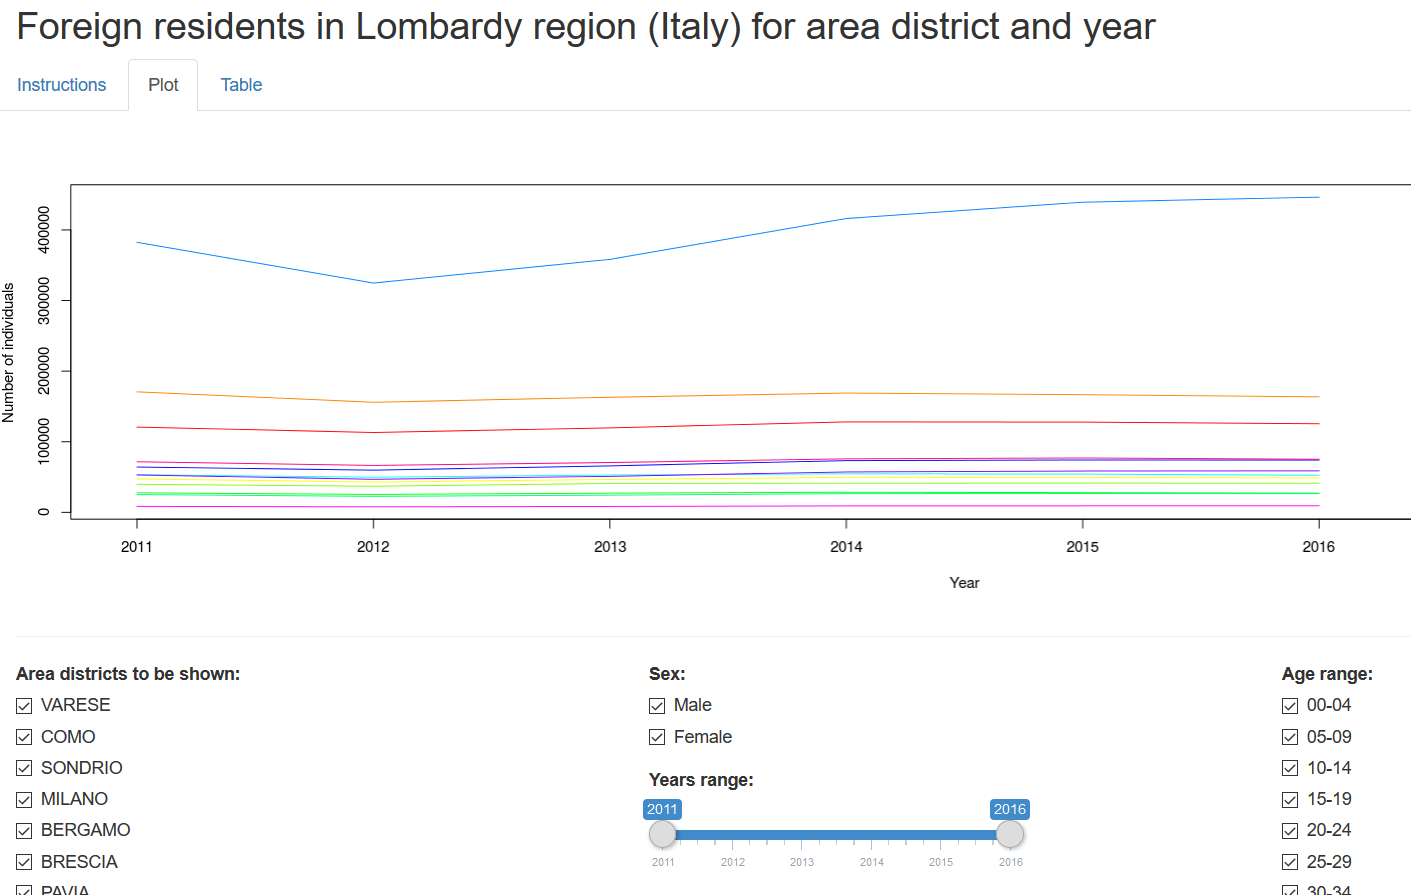 Foreign residents in Lombardy region (Italy) for area district and year
Instructions Plot Table
Number of individuals
400000
300000
200000
100000
0
2011 2012 2013 2014 2015 2016
Year
Area districts to be shown:
VARESE
COMO
SONDRIO
MILANO
BERGAMO
BRESCIA
PAVIA
Sex:
Male
Female
Years range:
2011 2016
2011 2012 2013 2014 2015 2016
Age range:
00-04
05-09
10-14
15-19
20-24
25-29
30-34